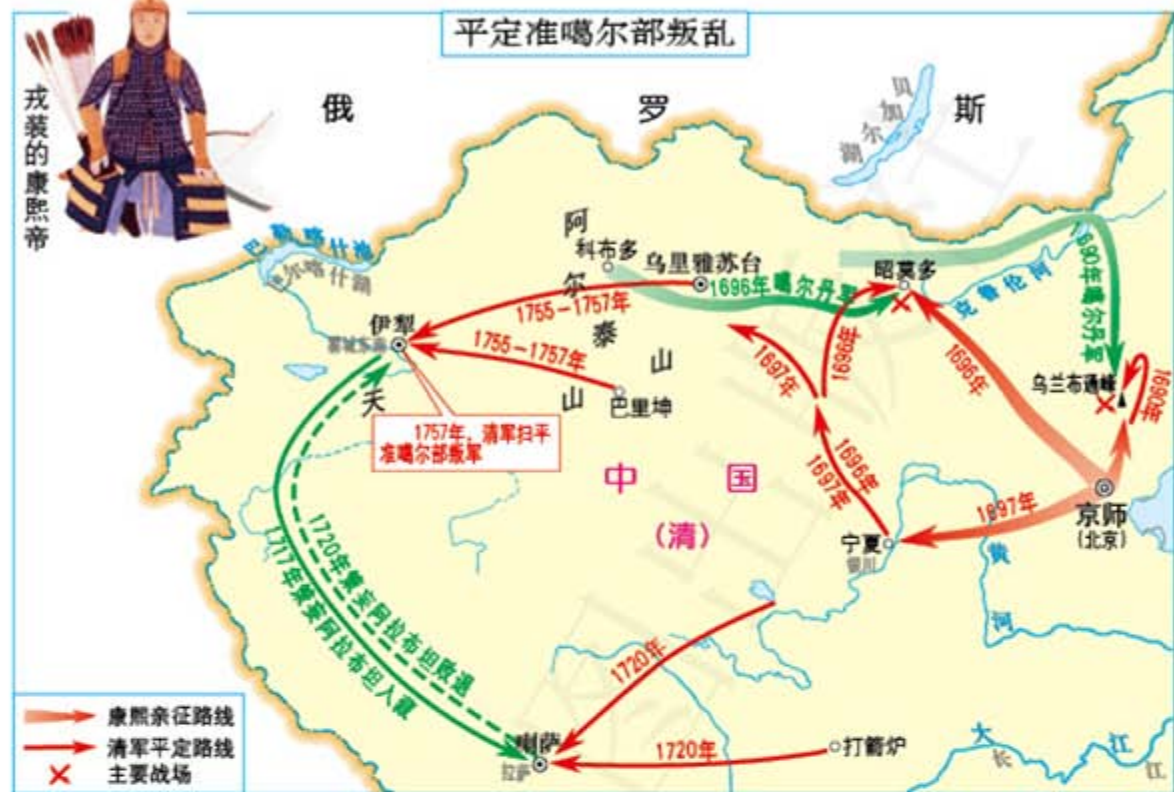 平定准噶尔部叛乱
戎装的康熙帝
俄罗斯
贝加尔湖
巴勒喀什池
阿尔泰山
科布多
乌里雅苏台
1696年噶尔丹军
昭莫多
克鲁伦河
1690年噶尔丹军
乌兰布通峰
1690年
1755-1757年
1755-1757年
伊犁
巴里坤
天山
1757年,清军扫平
准噶尔部叛军
1697年
1696年
1696年
1696年
1697年
中国
(清)
宁夏
银川
1697年
京师
(北京)
黄河
1720年策妄阿拉布坦败退
1717年策妄阿拉布坦入藏
1720年
1720年
喇萨
拉萨
打箭炉
大江
长江
康熙亲征路线
清军平定路线
主要战场